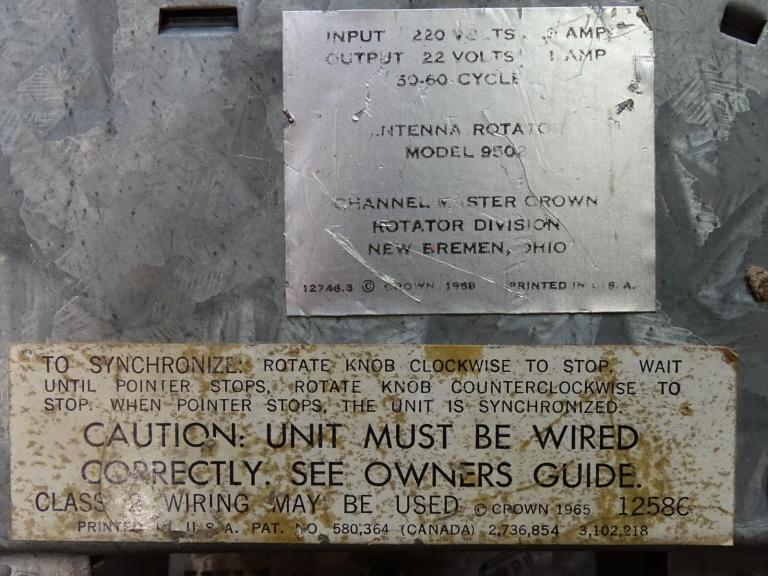 INPUT 220 VOLTS AMP
OUTPUT 22 VOLTS 1 AMP
50-60 CYCLE
ANTENNA ROTATOR
MODEL 9502
CHANNEL MASTER CROWN
ROTATOR DIVISION
NEW BREMEN, OHIO
12746.3 © CROWN 1968 PRINTED IN U.S.A.
TO SYNCHRONIZE: ROTATE KNOB CLOCKWISE TO STOP. WAIT
UNTIL POINTER STOPS, ROTATE KNOB COUNTERCLOCKWISE TO
STOP. WHEN POINTER STOPS, THE UNIT IS SYNCHRONIZED.
CAUTION: UNIT MUST BE WIRED
CORRECTLY. SEE OWNERS GUIDE.
CLASS 2 WIRING MAY BE USED © CROWN 1965 12586
PRINTED IN U.S.A. PAT. NO 580,364 (CANADA) 2,736,854 3,102,218